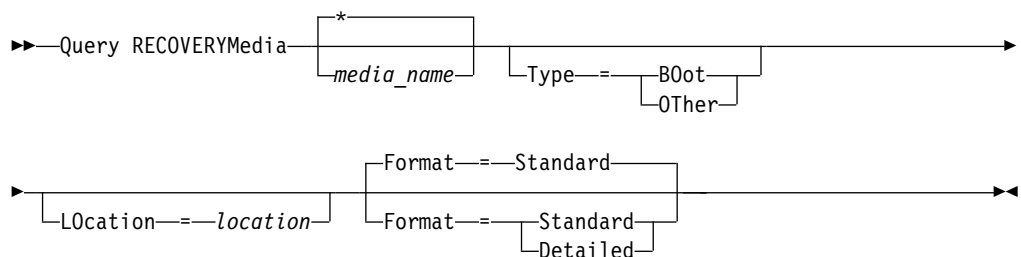 *
Query RECOVERYMedia
media_name
Type = BOot
OTher
Format = Standard
LOcation = location
Format = Standard
Detailed